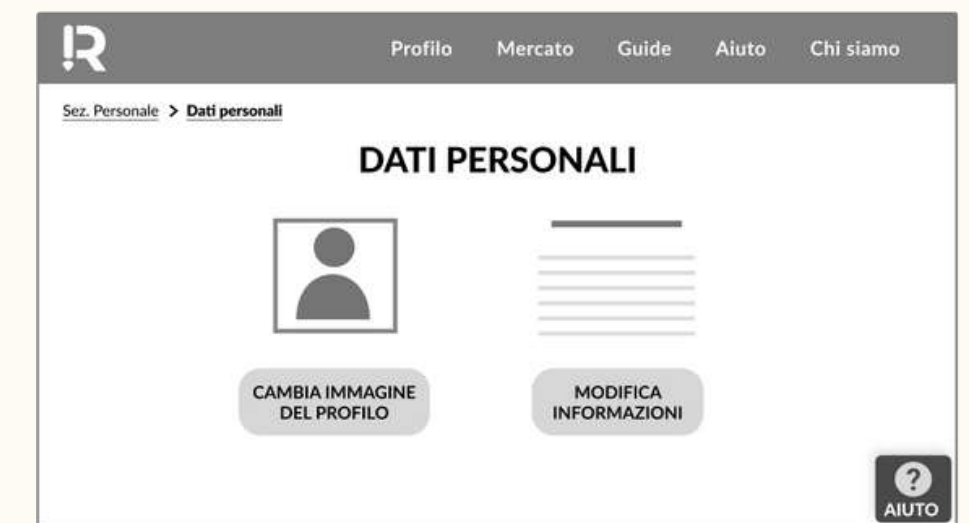 R
Profilo Mercato Guide Aiuto Chi siamo
Sez. Personale > Dati personali
DATI PERSONALI
CAMBIA IMMAGINE
DEL PROFILO
MODIFICA
INFORMAZIONI
?
AIUTO